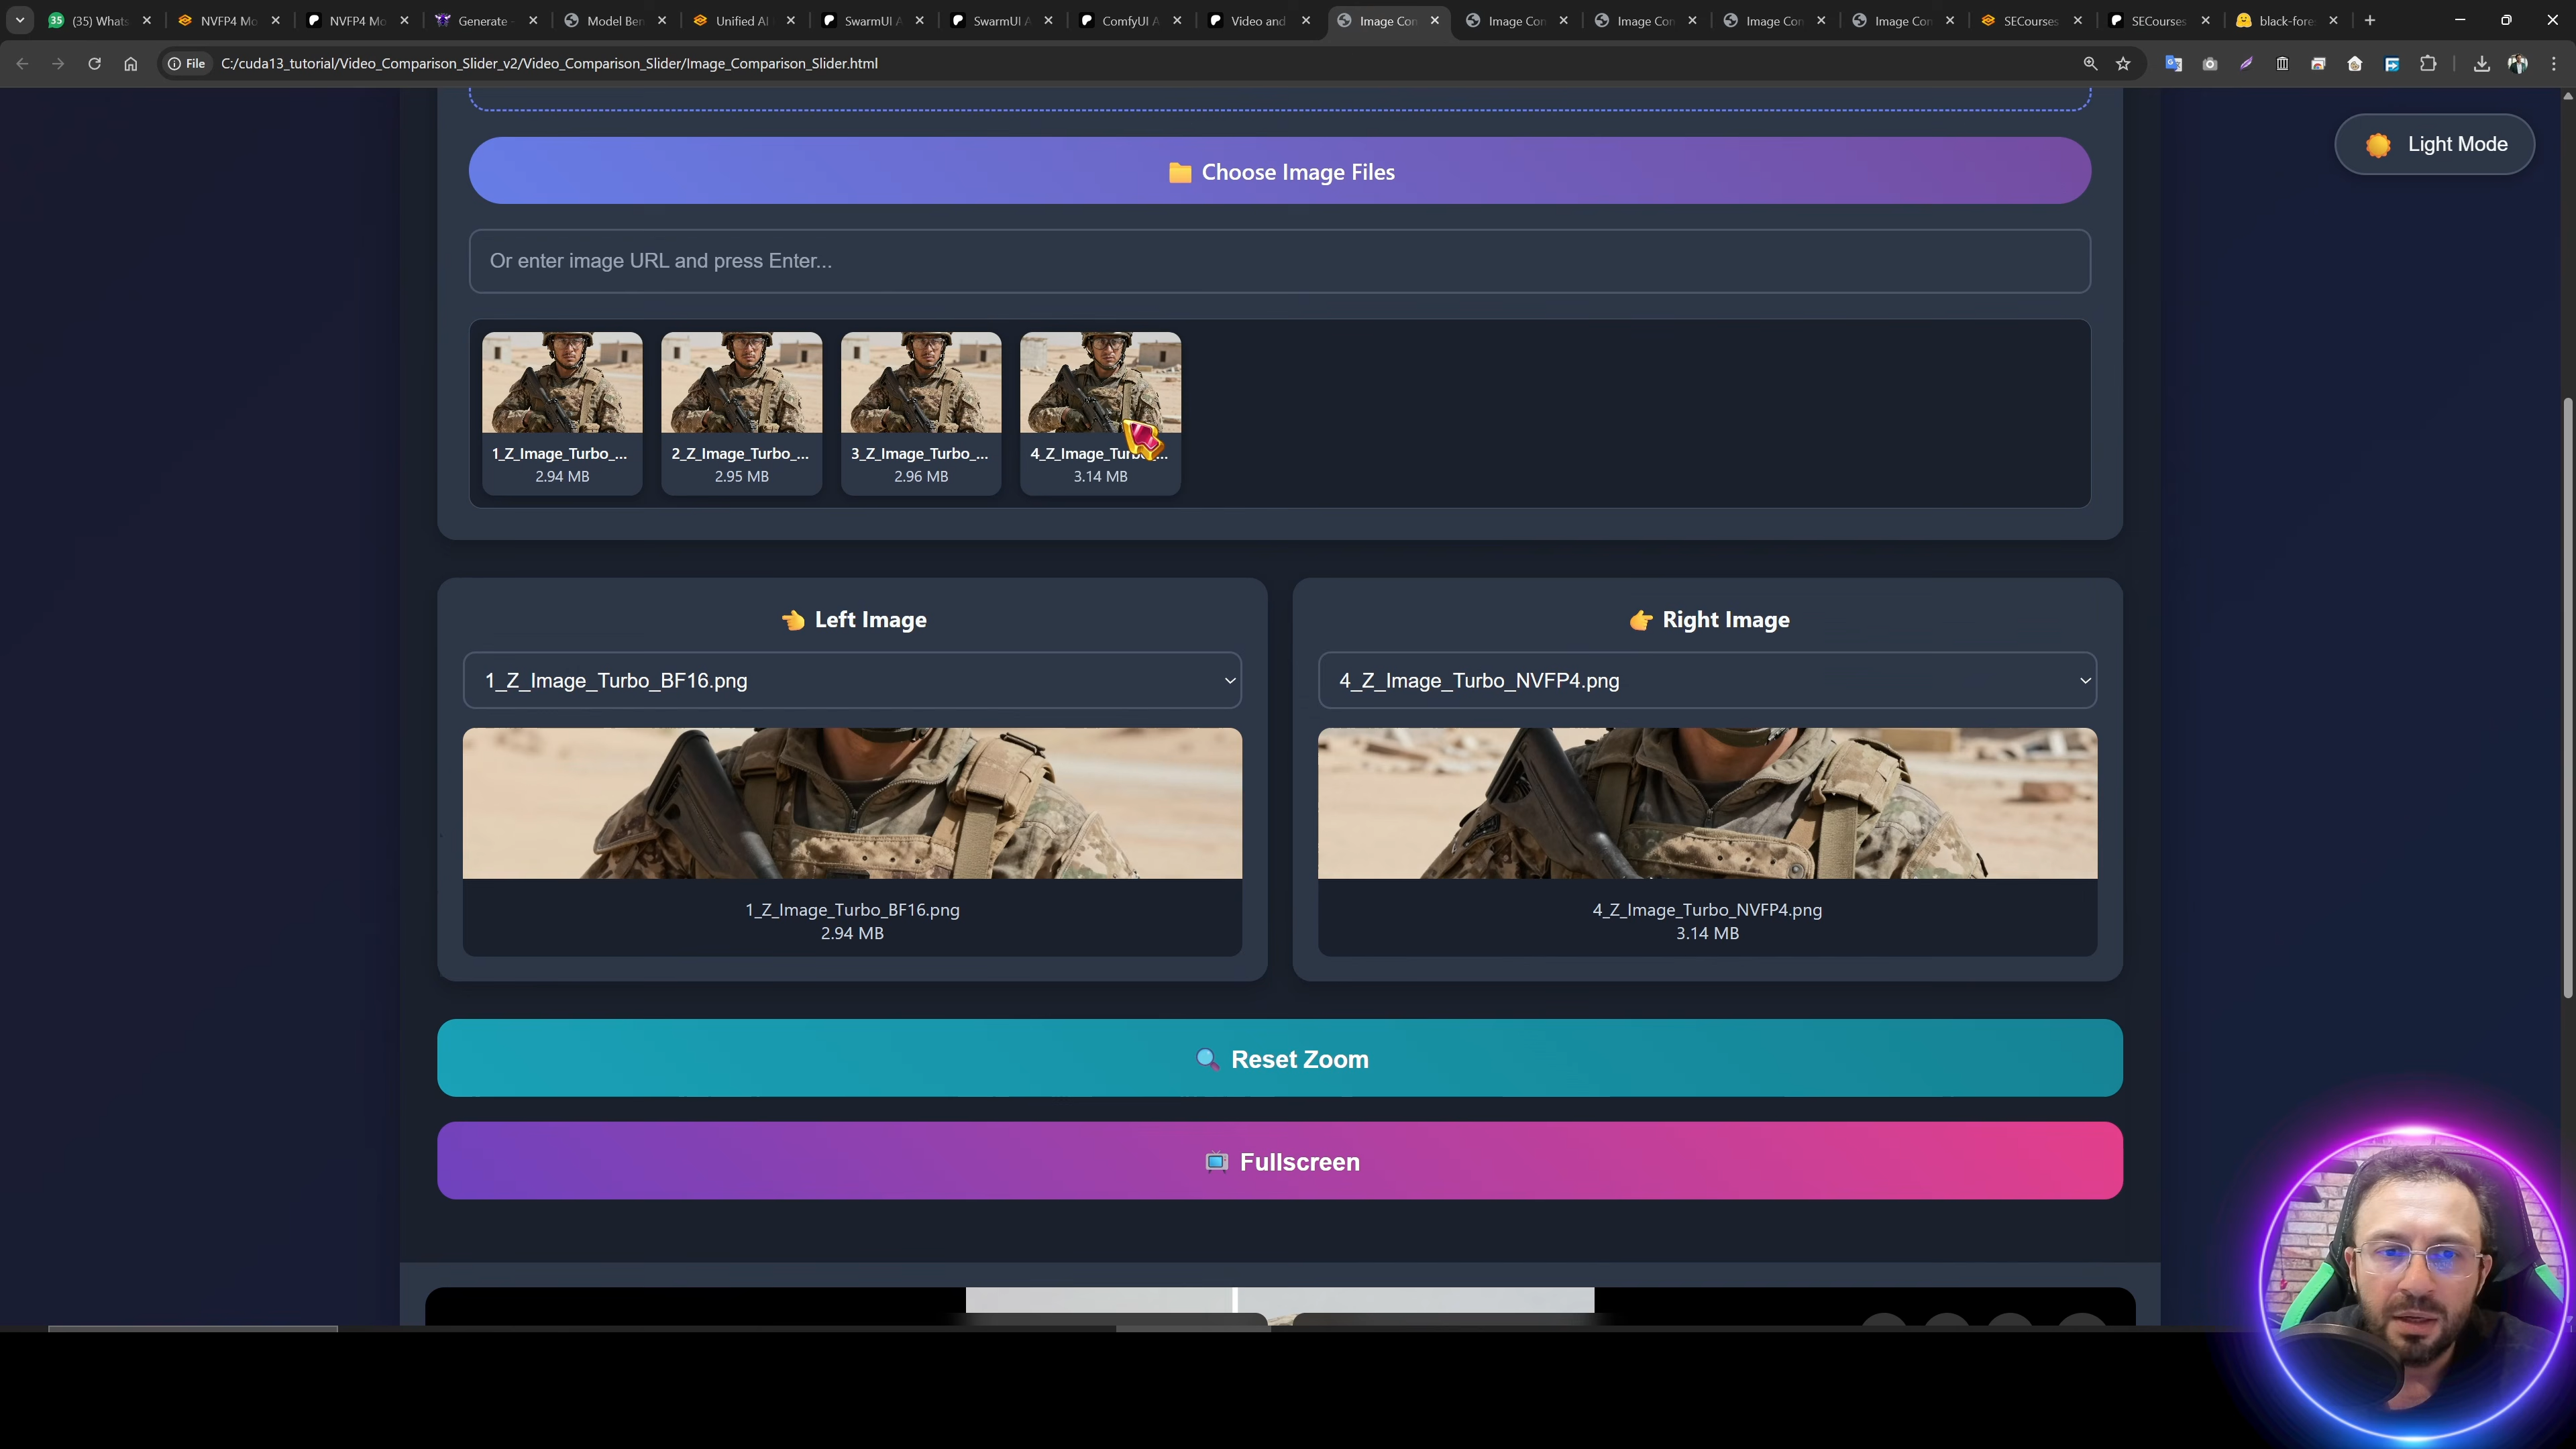 35
(35) Whats
NVFP4 Mo
NVFP4 Mo
Generate -
Model Ben
Unified AI
SwarmUI A
SwarmUI A
ComfyUI A
Video and
Image Con
Image Con
Image Con
Image Con
Image Con
SECourses
SECourses
black-fore
File
C:/cuda13_tutorial/Video_Comparison_Slider_v2/Video_Comparison_Slider/Image_Comparison_Slider.html
Light Mode
Choose Image Files
Or enter image URL and press Enter...
1_Z_Image_Turbo_...
2.94 MB
2_Z_Image_Turbo_...
2.95 MB
3_Z_Image_Turbo_...
2.96 MB
4_Z_Image_Turbo_...
3.14 MB
Left Image
1_Z_Image_Turbo_BF16.png
1_Z_Image_Turbo_BF16.png
2.94 MB
Right Image
4_Z_Image_Turbo_NVFP4.png
4_Z_Image_Turbo_NVFP4.png
3.14 MB
Reset Zoom
Fullscreen